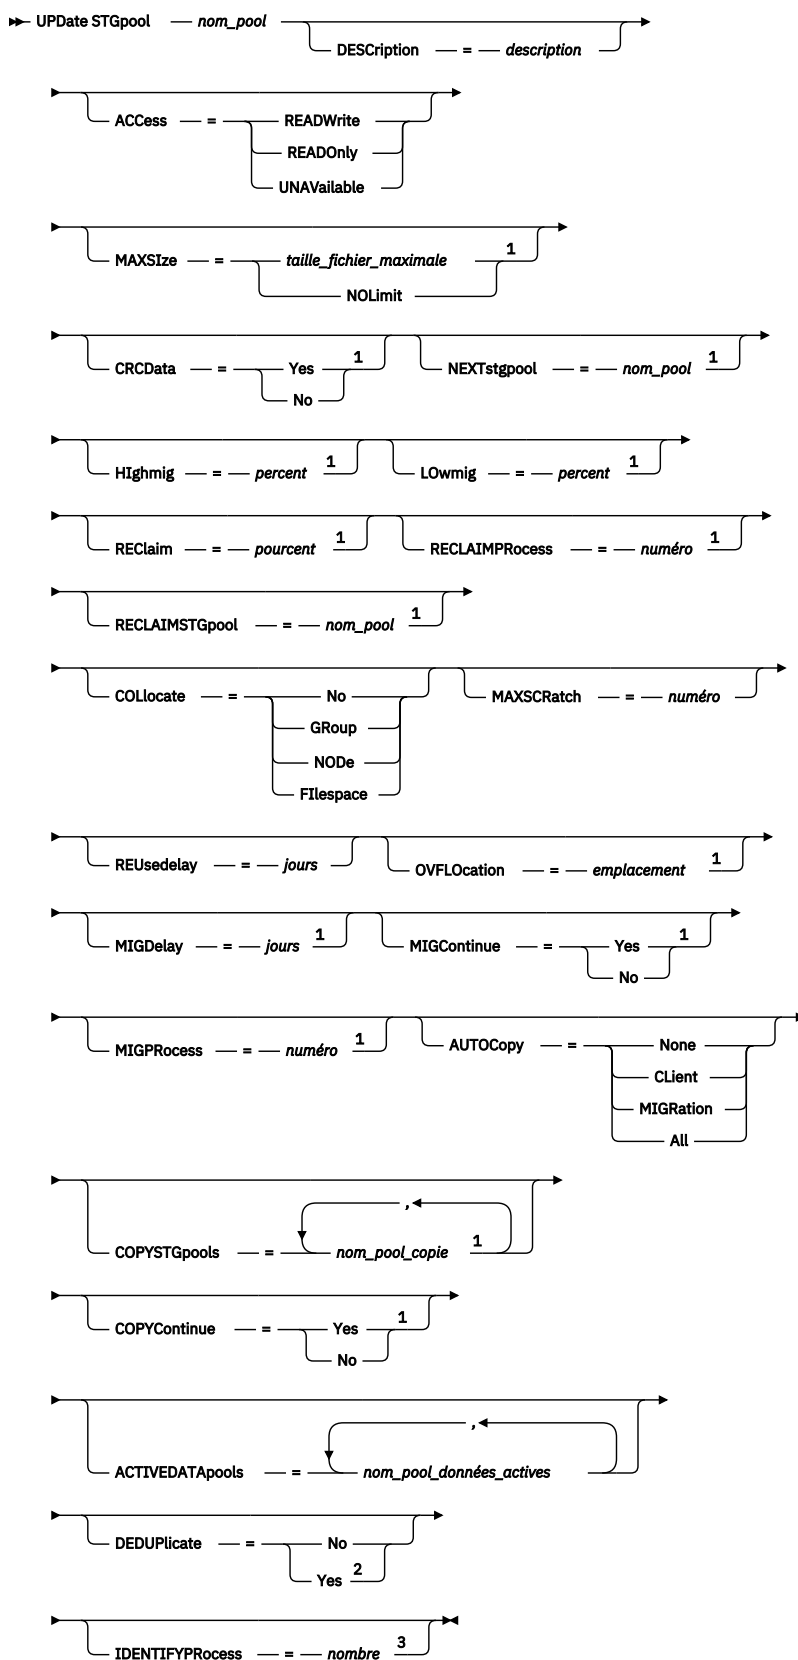 UPDate STGpool — nom_pool
DESCription = description
ACCess = READWrite
READOnly
UNAVailable
MAXSIze = taille_fichier_maximale 1
NOLimit
CRCData = Yes 1 NEXTstgpool = nom_pool 1
No
HIghmig = percent 1 LOwmig = percent 1
REClaim = pourcent 1 RECLAIMPRocess = numéro 1
RECLAIMSTGpool = nom_pool 1
COLlocate = No MAXSCRatch = numéro
GRoup
NODe
FIlespace
REUsedelay = jours OVFLOcation = emplacement 1
MIGDelay = jours 1 MIGContinue = Yes 1
No
MIGPRocess = numéro 1 AUTOCopy = None
CLient
MIGRation
All
,
COPYSTGpools = nom_pool_copie 1
COPYContinue = Yes 1
No
,
ACTIVEDATApools = nom_pool_données_actives
DEDUPlicate = No
Yes 2
IDENTIFYPRocess = nombre 3